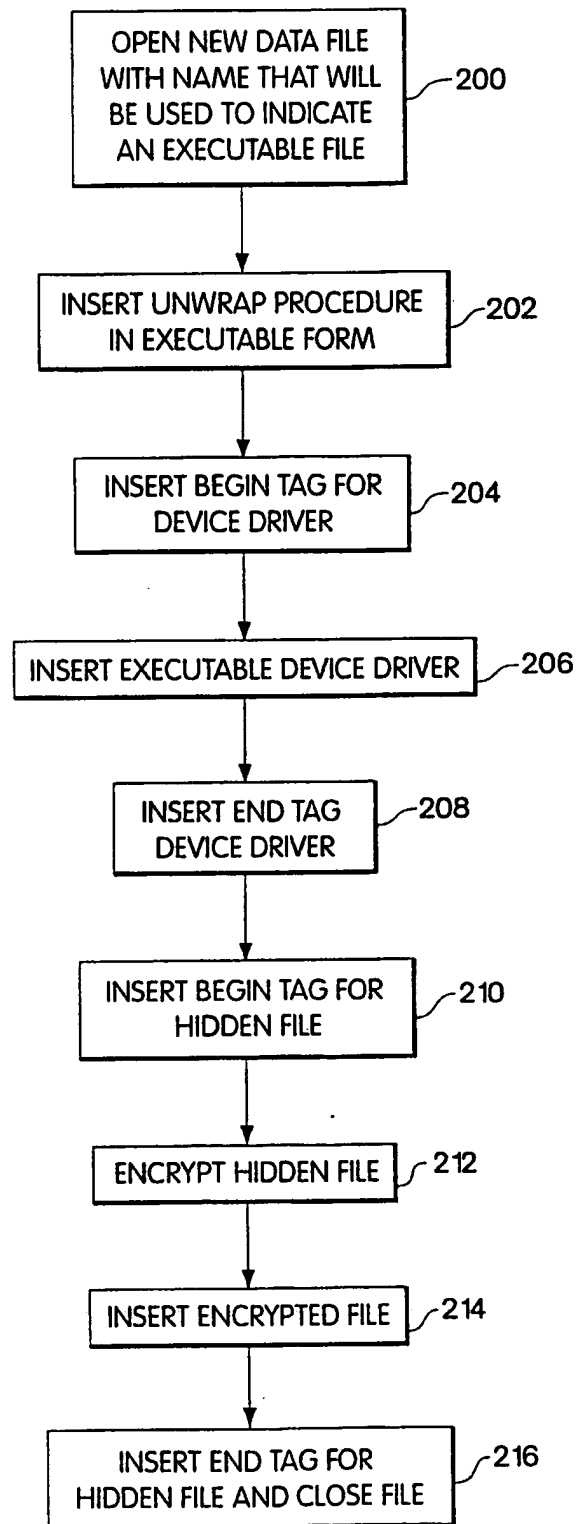 OPEN NEW DATA FILE
WITH NAME THAT WILL
BE USED TO INDICATE
AN EXECUTABLE FILE
200
INSERT UNWRAP PROCEDURE
IN EXECUTABLE FORM
202
INSERT BEGIN TAG FOR
DEVICE DRIVER
204
INSERT EXECUTABLE DEVICE DRIVER
206
INSERT END TAG
DEVICE DRIVER
208
INSERT BEGIN TAG FOR
HIDDEN FILE
210
ENCRYPT HIDDEN FILE
212
INSERT ENCRYPTED FILE
214
INSERT END TAG FOR
HIDDEN FILE AND CLOSE FILE
216